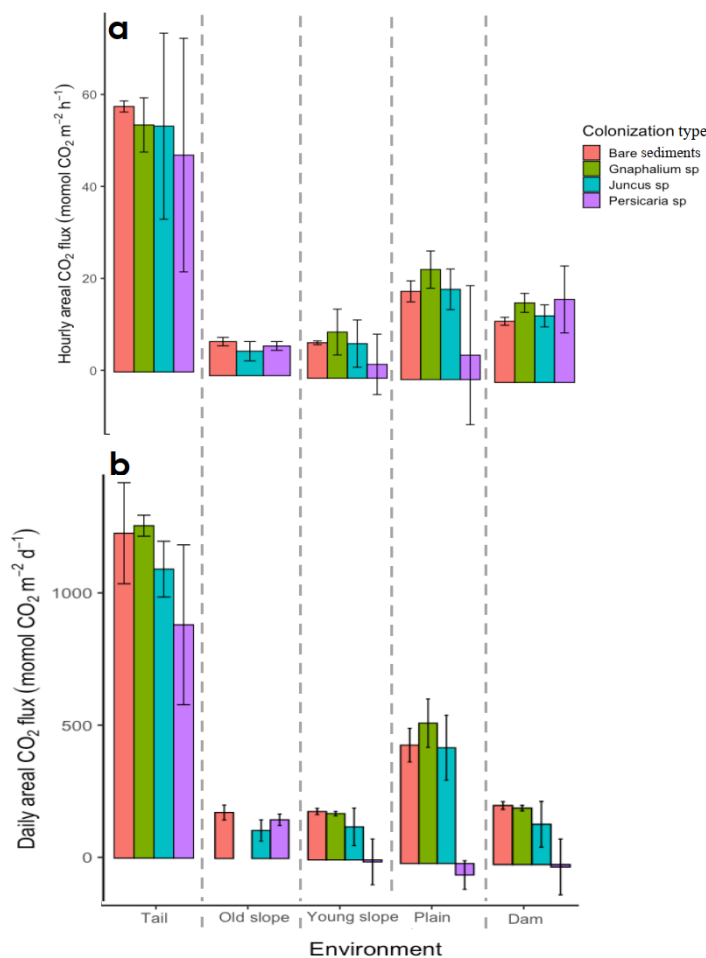 a
Hourly areal CO₂ flux (momol CO₂ m⁻² h⁻¹)
60
40
20
0
Colonization type
Bare sediments
Gnaphalium sp
Juncus sp
Persicaria sp
b
Daily areal CO₂ flux (momol CO₂ m⁻² d⁻¹)
1000
500
0
Tail Old slope Young slope Plain Dam
Environment